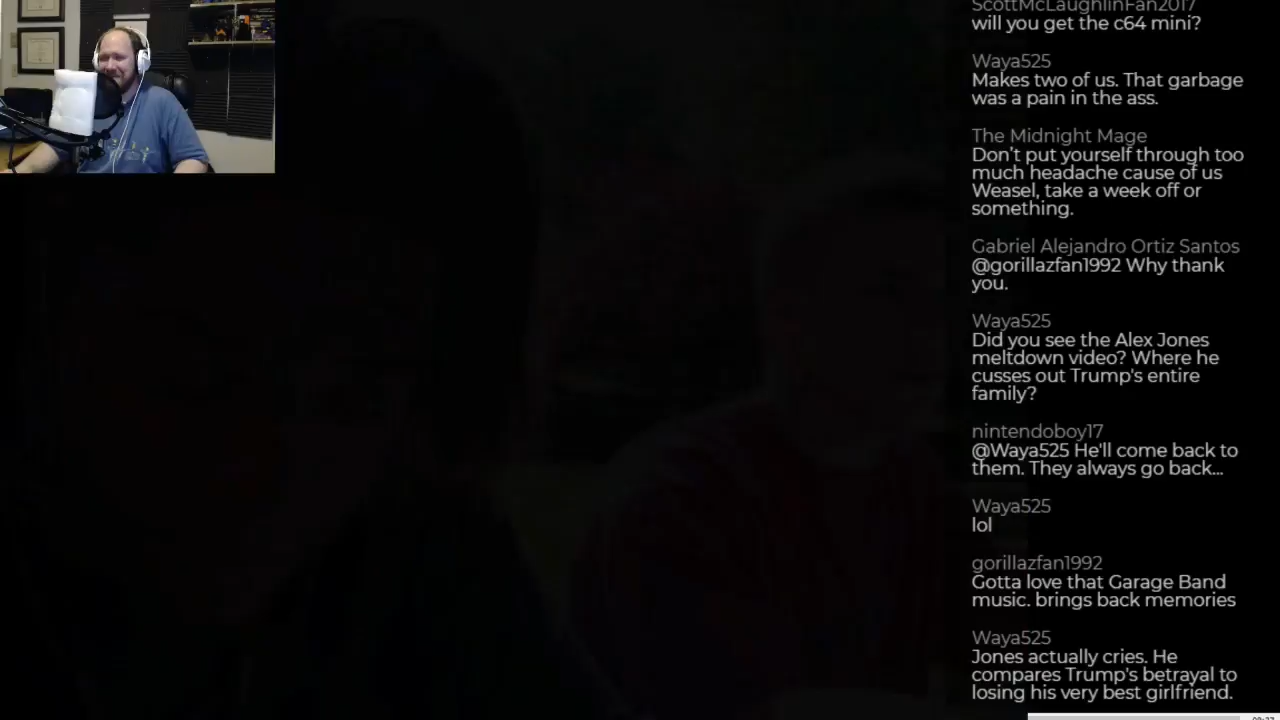 ScottMcLaughlinFan2017
will you get the c64 mini?
Waya525
Makes two of us. That garbage
was a pain in the ass.
The Midnight Mage
Don't put yourself through too
much headache cause of us
Weasel, take a week off or
something.
Gabriel Alejandro Ortiz Santos
@gorillazfan1992 Why thank
you.
Waya525
Did you see the Alex Jones
meltdown video? Where he
cusses out Trump's entire
family?
nintendoboy17
@Waya525 He'll come back to
them. They always go back...
Waya525
lol
gorillazfan1992
Gotta love that Garage Band
music. brings back memories
Waya525
Jones actually cries. He
compares Trump's betrayal to
losing his very best girlfriend.